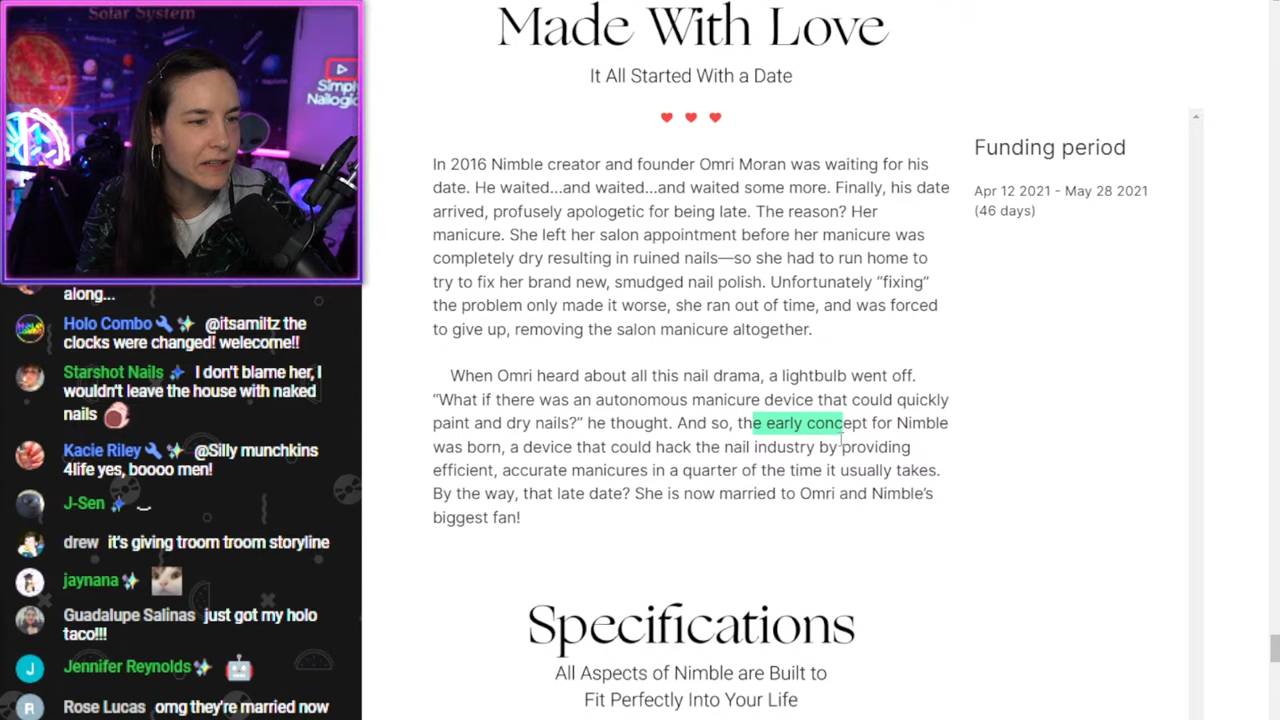 Solar System
Simply
Nailogic
along...
Holo Combo @itsamiltz the
clocks were changed! welecome!!
Starshot Nails I don't blame her, I
wouldn't leave the house with naked
nails
Kacie Riley @Silly munchkins
4life yes, boooo men!
J-Sen
drew it's giving troom troom storyline
jaynana
Guadalupe Salinas just got my holo
taco!!!
J
Jennifer Reynolds
R
Rose Lucas omg they're married now
Made With Love
It All Started With a Date
In 2016 Nimble creator and founder Omri Moran was waiting for his
date. He waited...and waited...and waited some more. Finally, his date
arrived, profusely apologetic for being late. The reason? Her
manicure. She left her salon appointment before her manicure was
completely dry resulting in ruined nails—so she had to run home to
try to fix her brand new, smudged nail polish. Unfortunately “fixing”
the problem only made it worse, she ran out of time, and was forced
to give up, removing the salon manicure altogether.
When Omri heard about all this nail drama, a lightbulb went off.
“What if there was an autonomous manicure device that could quickly
paint and dry nails?” he thought. And so, the early concept for Nimble
was born, a device that could hack the nail industry by providing
efficient, accurate manicures in a quarter of the time it usually takes.
By the way, that late date? She is now married to Omri and Nimble’s
biggest fan!
Specifications
All Aspects of Nimble are Built to
Fit Perfectly Into Your Life
Funding period
Apr 12 2021 - May 28 2021
(46 days)